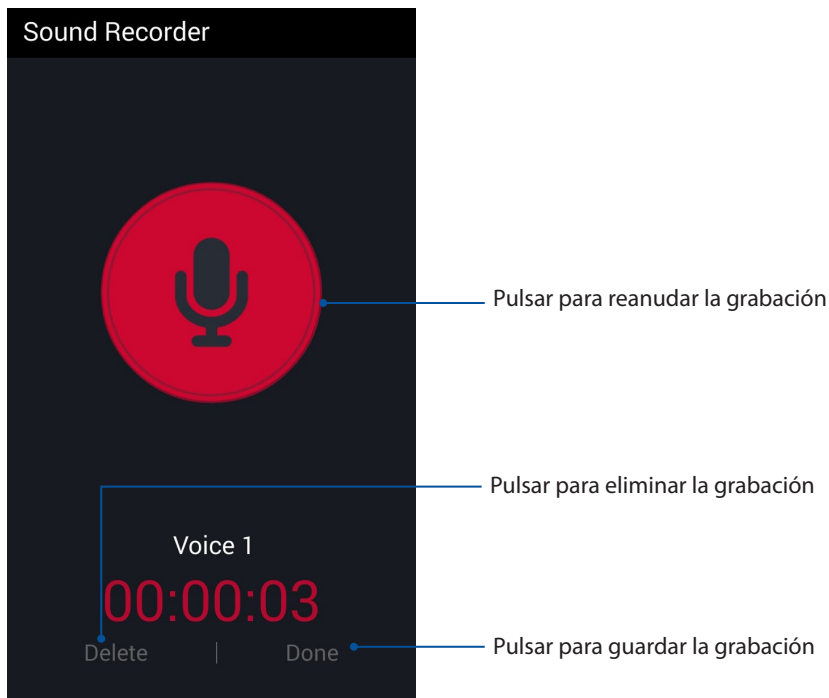 Sound Recorder
Pulsar para reanudar la grabación
Pulsar para eliminar la grabación
Voice 1
00:00:03
Delete | Done
Pulsar para guardar la grabación